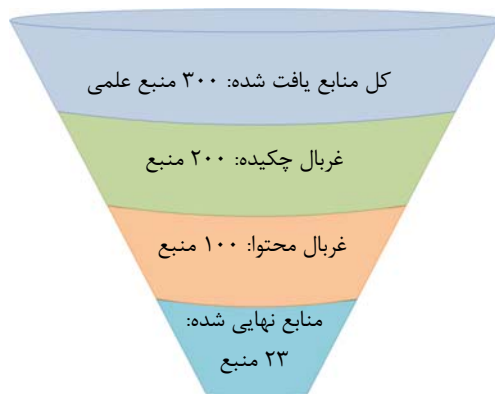 کل منابع یافت شده: ۳۰۰ منبع علمی
غربال چکیده: ۲۰۰ منبع
غربال محتوا: ۱۰۰ منبع
منابع نهایی شده:
۲۳ منبع